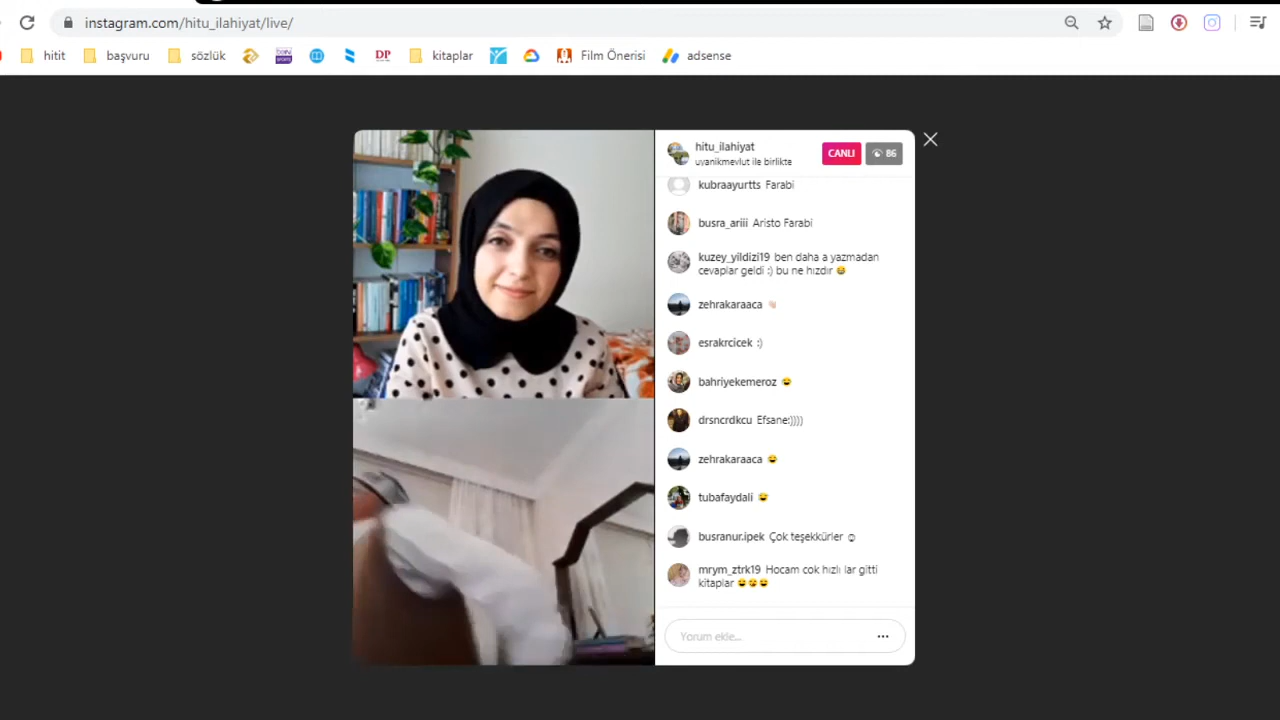 instagram.com/hitu_ilahiyat/live/
hitit başvuru sözlük beIN SPORTS DP kitaplar Film Önerisi adsense
hitu_ilahiyat
uyanikmevlut ile birlikte
CANLI 86
kubraayurtts Farabi
busra_ariii Aristo Farabi
kuzey_yildizi19 ben daha a yazmadan
cevaplar geldi :) bu ne hızdır 😅
zehrakaraaca 👏🏻
esrakrcicek :)
bahriyekemeroz 😅
drsncrdkcu Efsane:))))
zehrakaraaca 😂
tubafaydali 😅
busranur.ipek Çok teşekkürler ☺
mrym_ztrk19 Hocam cok hızlı lar gitti
kitaplar 😂😍😂
Yorum ekle...